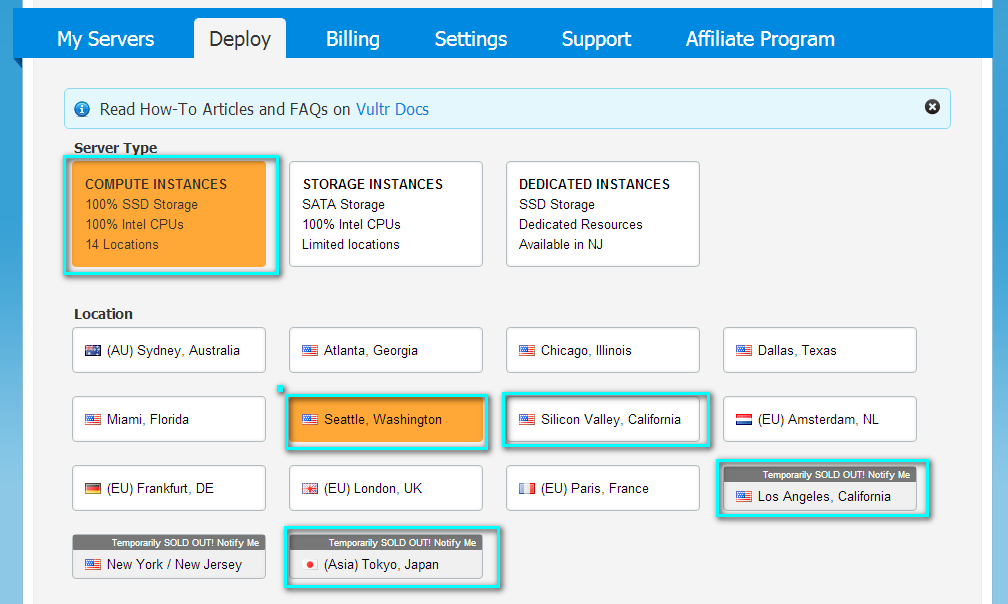 My Servers Deploy Billing Settings Support Affiliate Program
Read How-To Articles and FAQs on Vultr Docs
Server Type
COMPUTE INSTANCES
100% SSD Storage
100% Intel CPUs
14 Locations
STORAGE INSTANCES
SATA Storage
100% Intel CPUs
Limited locations
DEDICATED INSTANCES
SSD Storage
Dedicated Resources
Available in NJ
Location
(AU) Sydney, Australia
Atlanta, Georgia
Chicago, Illinois
Dallas, Texas
Miami, Florida
Seattle, Washington
Silicon Valley, California
(EU) Amsterdam, NL
(EU) Frankfurt, DE
(EU) London, UK
(EU) Paris, France
Temporarily SOLD OUT! Notify Me
Los Angeles, California
Temporarily SOLD OUT! Notify Me
New York / New Jersey
Temporarily SOLD OUT! Notify Me
(Asia) Tokyo, Japan